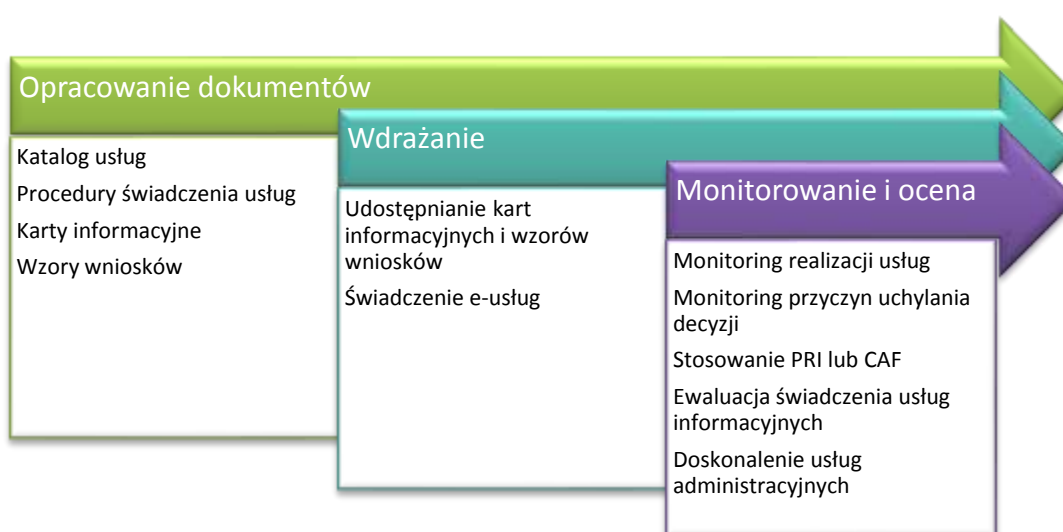 Opracowanie dokumentów
Katalog usług
Procedury świadczenia usług
Karty informacyjne
Wzory wniosków
Wdrażanie
Udostępnianie kart
informacyjnych i wzorów
wniosków
Świadczenie e-usług
Monitorowanie i ocena
Monitoring realizacji usług
Monitoring przyczyn uchylania
decyzji
Stosowanie PRI lub CAF
Ewaluacja świadczenia usług
informacyjnych
Doskonalenie usług
administracyjnych